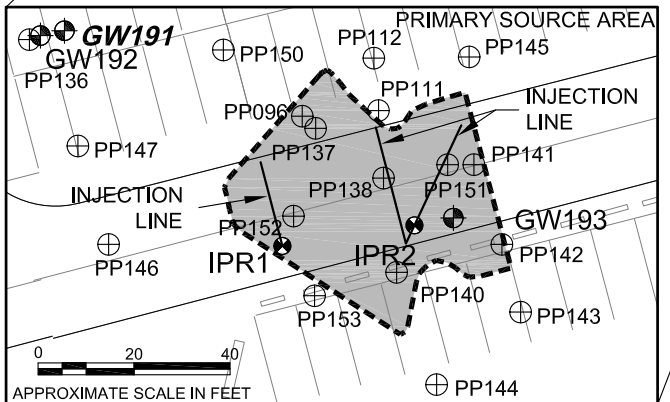 PRIMARY SOURCE AREA
GW191
GW192
PP136
PP150
PP112
PP145
PP111
INJECTION
LINE
PP096
PP137
PP147
PP141
PP138
PP151
INJECTION
LINE
PP152
GW193
PP146
IPR1
IPR2
PP142
PP140
PP153
PP143
0 20 40
APPROXIMATE SCALE IN FEET
PP144